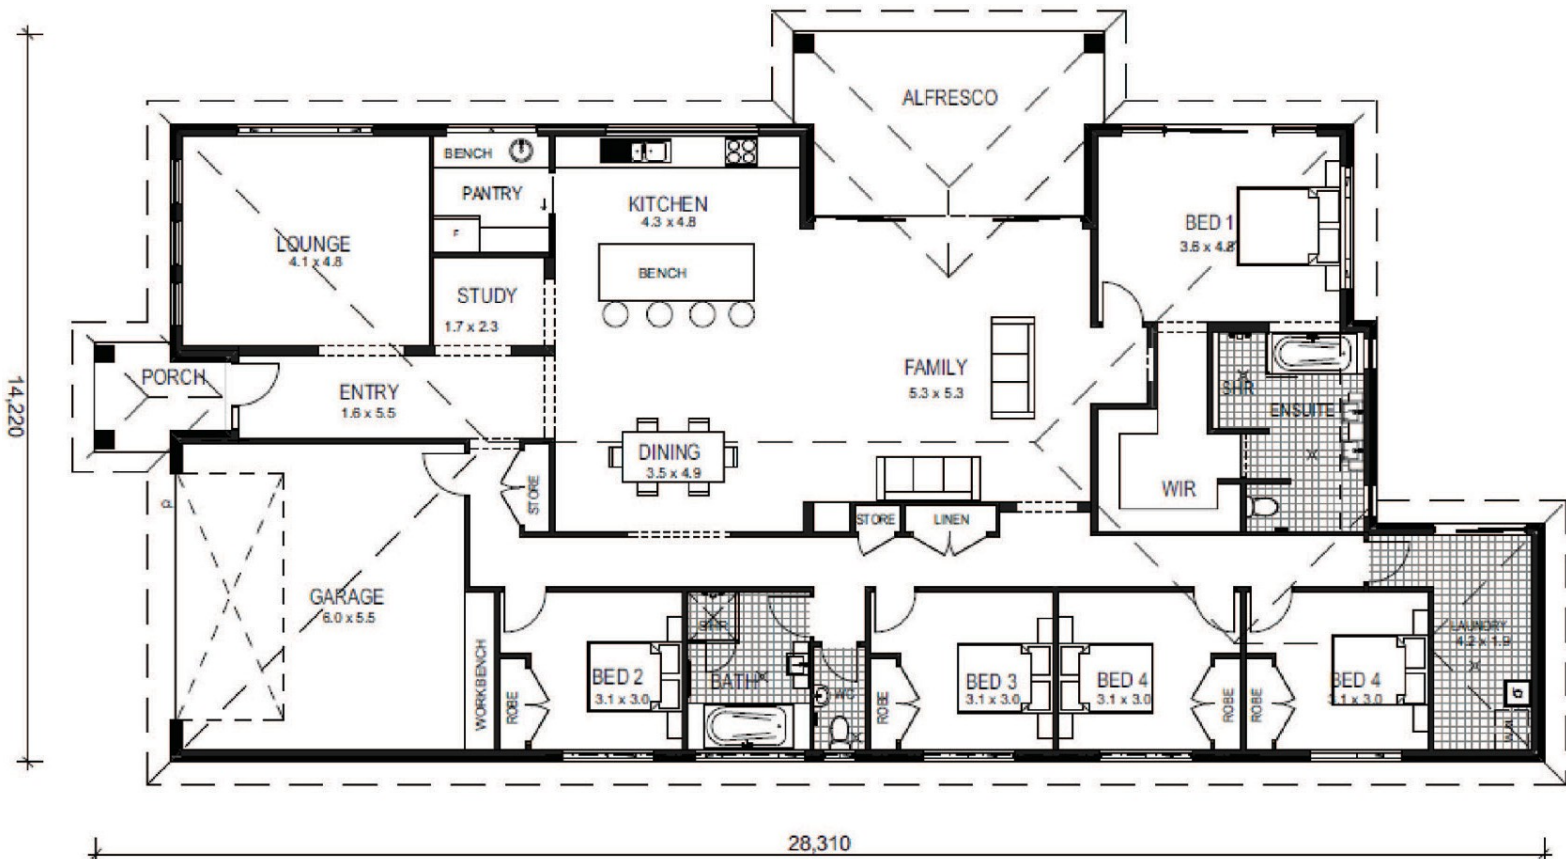 ALFRESCO
BENCH
PANTRY
F
KITCHEN
4.3 x 4.8
BENCH
LOUNGE
4.1 x 4.8
STUDY
1.7 x 2.3
BED 1
3.6 x 4.8
PORCH
ENTRY
1.6 x 5.5
FAMILY
5.3 x 5.3
SHR
ENSUITE
DINING
3.5 x 4.9
WIR
STORE
STORE
LINEN
GARAGE
6.0 x 5.5
WORKBENCH
ROBE
BED 2
3.1 x 3.0
SHR
BATH
WC
ROBE
BED 3
3.1 x 3.0
BED 4
3.1 x 3.0
ROBE
ROBE
BED 4
3.1 x 3.0
LAUNDRY
4.2 x 1.9
14,220
28,310